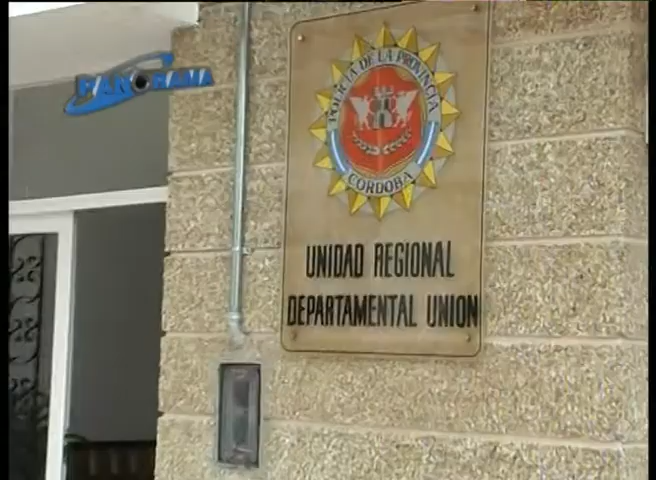 PANORAMA
POLICIA DE LA PROVINCIA
CORDOBA
UNIDAD REGIONAL
DEPARTAMENTAL UNION